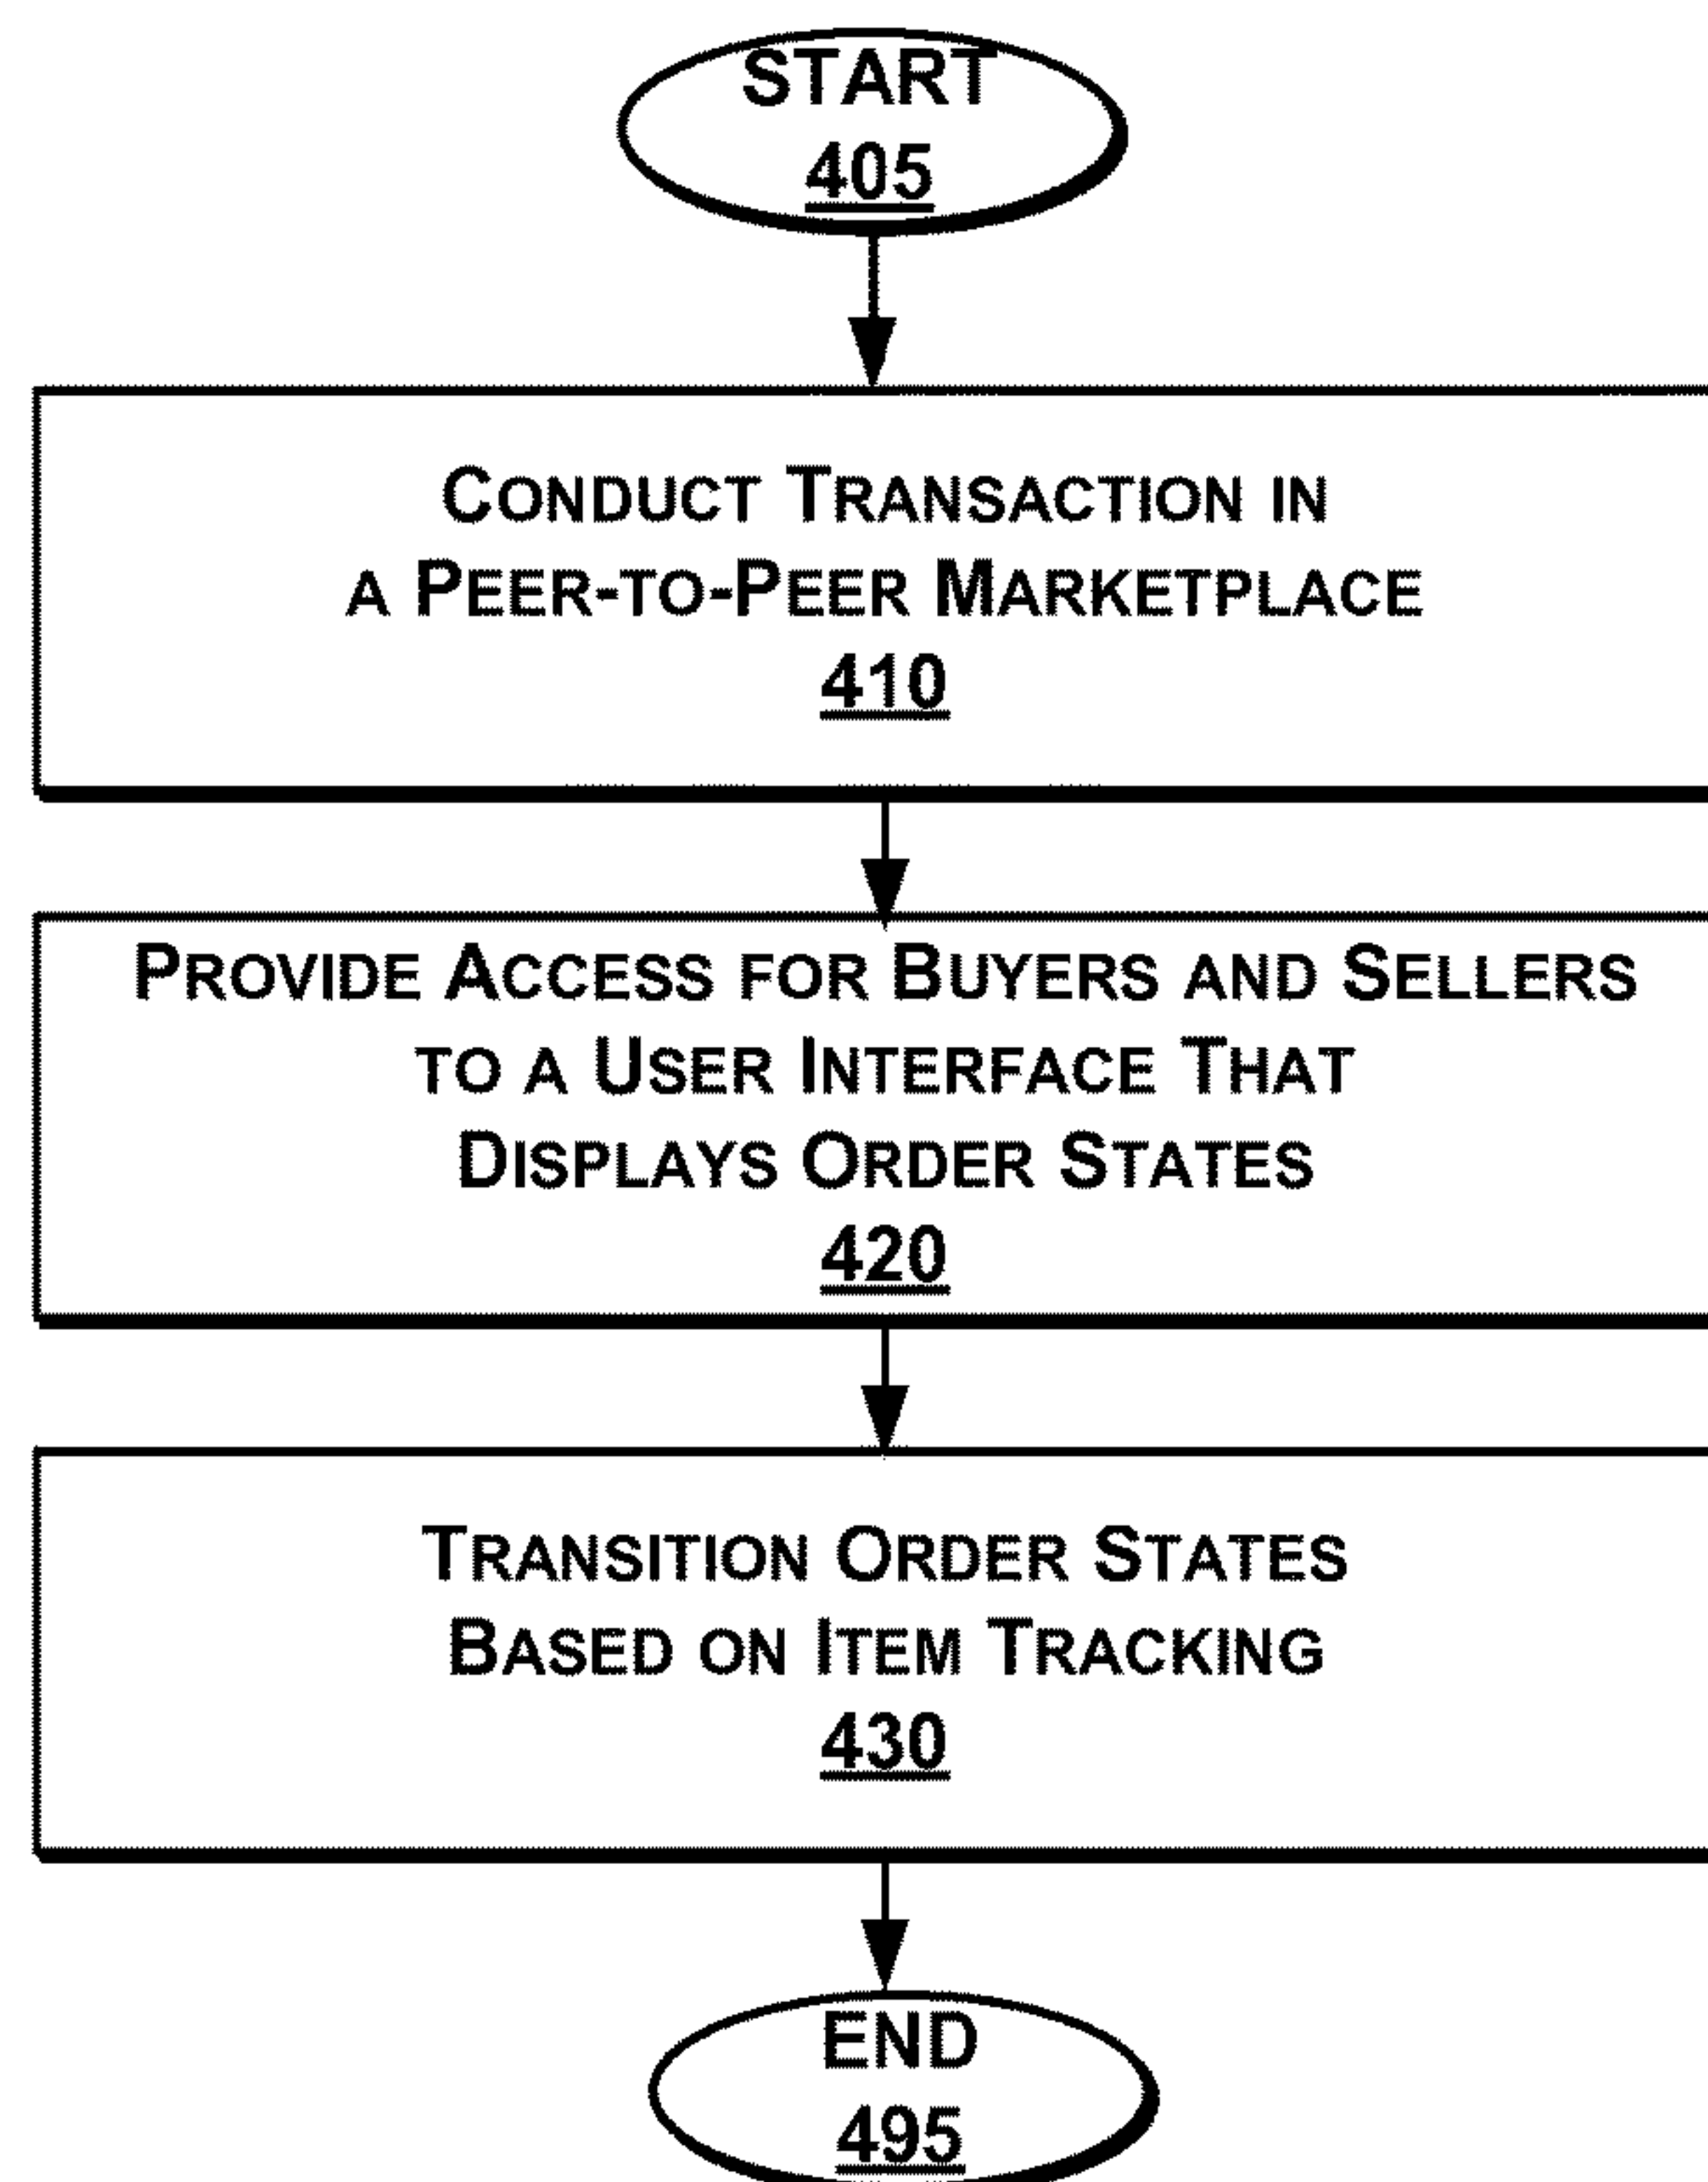 START
405
CONDUCT TRANSACTION IN
A PEER-TO-PEER MARKETPLACE
410
PROVIDE ACCESS FOR BUYERS AND SELLERS
TO A USER INTERFACE THAT
DISPLAYS ORDER STATES
420
TRANSITION ORDER STATES
BASED ON ITEM TRACKING
430
END
495